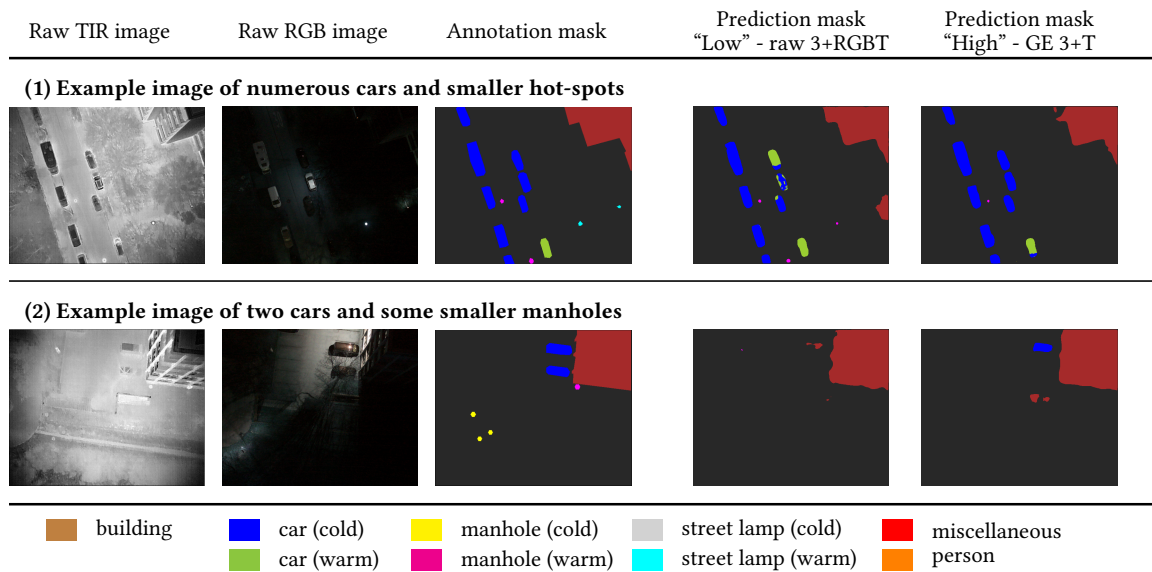 Raw TIR image
Raw RGB image
Annotation mask
Prediction mask
“Low” - raw 3+RGBT
Prediction mask
“High” - GE 3+T
(1) Example image of numerous cars and smaller hot-spots
(2) Example image of two cars and some smaller manholes
building
car (cold)
manhole (cold)
street lamp (cold)
miscellaneous
car (warm)
manhole (warm)
street lamp (warm)
person